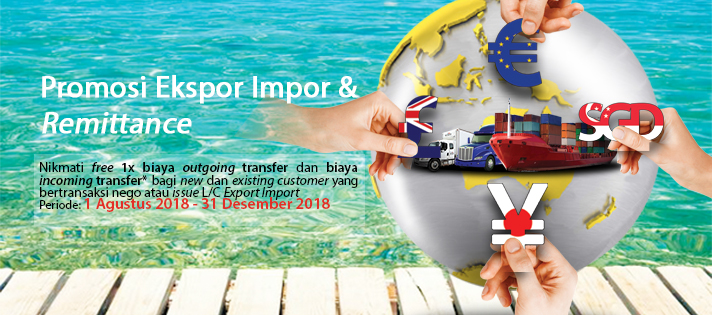 Promosi Ekspor Impor &
Remittance
Nikmati free 1x biaya outgoing transfer dan biaya
incoming transfer* bagi new dan existing customer yang
bertransaksi nego atau issue L/C Export Import
Periode: 1 Agustus 2018 - 31 Desember 2018
€
£
SGD
¥